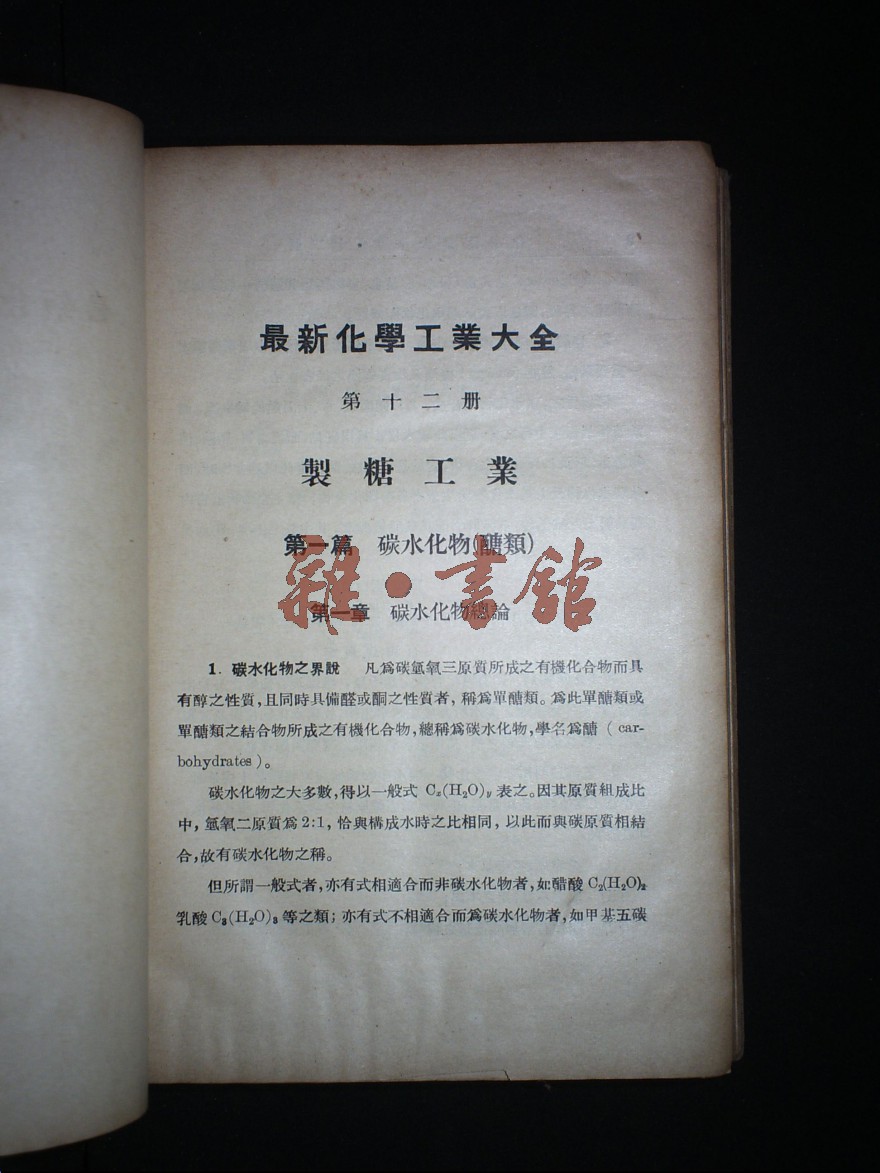 最新化學工業大全
第十二册
製糖工業
第一篇 碳水化物(醣類)
第一章 碳水化物總論
雜·書館
1. 碳水化物之界說 凡爲碳氫氧三原質所成之有機化合物而具
有醇之性質,且同時具備醛或酮之性質者,稱爲單醣類。爲此單醣類或
單醣類之結合物所成之有機化合物,總稱爲碳水化物,學名爲醣 ( car-
bohydrates )。
碳水化物之大多數,得以一般式 Cₓ(H₂O)ᵧ 表之。因其原質組成比
中,氫氧二原質爲 2:1,恰與構成水時之比相同,以此而與碳原質相結
合,故有碳水化物之稱。
但所謂一般式者,亦有式相適合而非碳水化物者,如醋酸 C₂(H₂O)₂
乳酸 C₃(H₂O)₃ 等之類;亦有式不相適合而爲碳水化物者,如甲基五碳